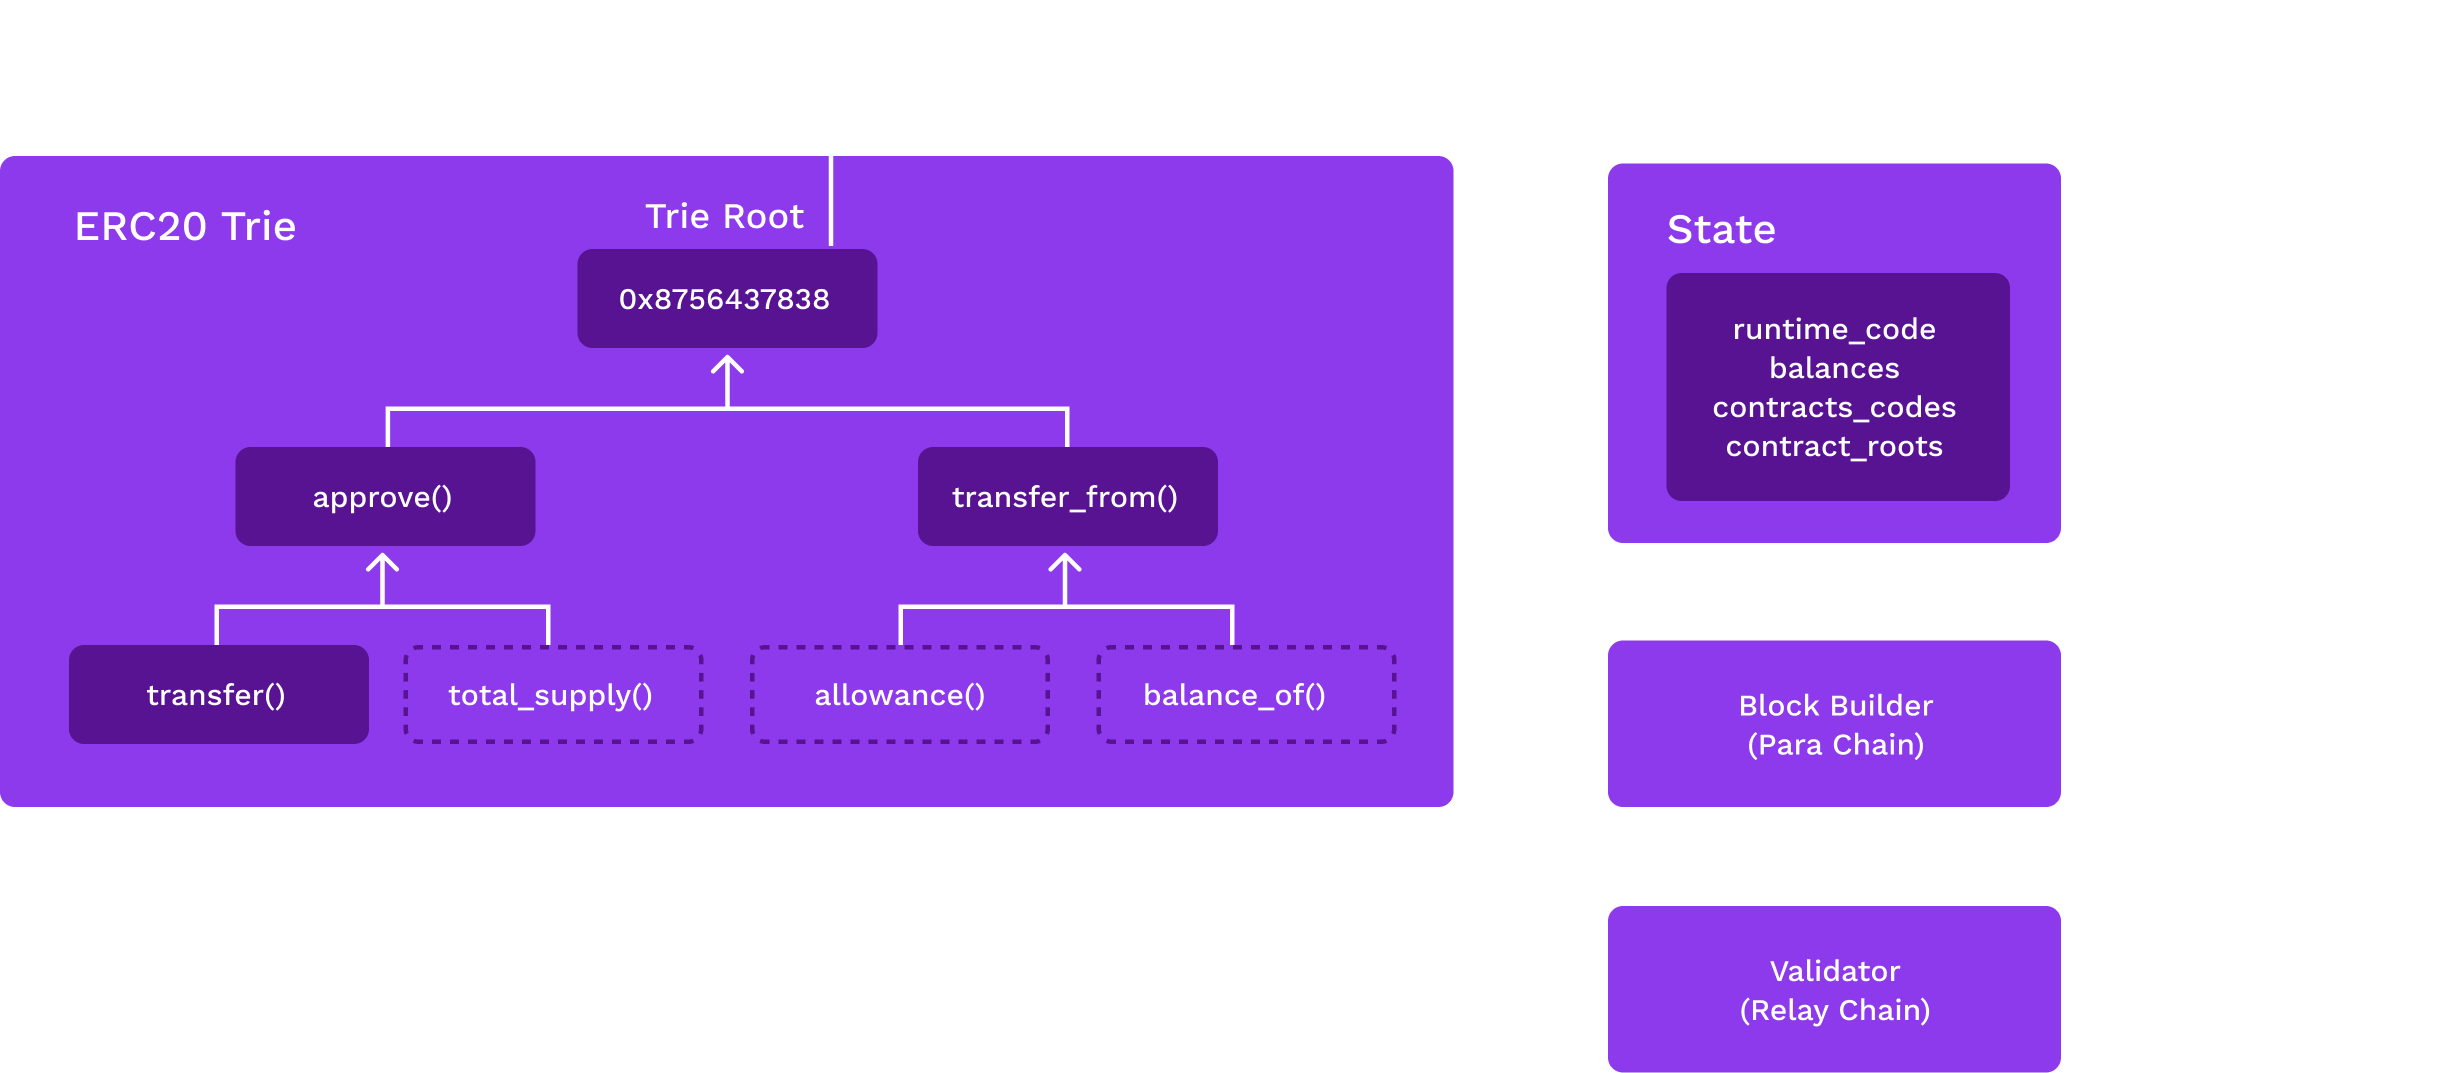 ERC20 Trie
Trie Root
0x8756437838
approve()
transfer_from()
transfer()
total_supply()
allowance()
balance_of()
State
runtime_code
balances
contracts_codes
contract_roots
Block Builder
(Para Chain)
Validator
(Relay Chain)